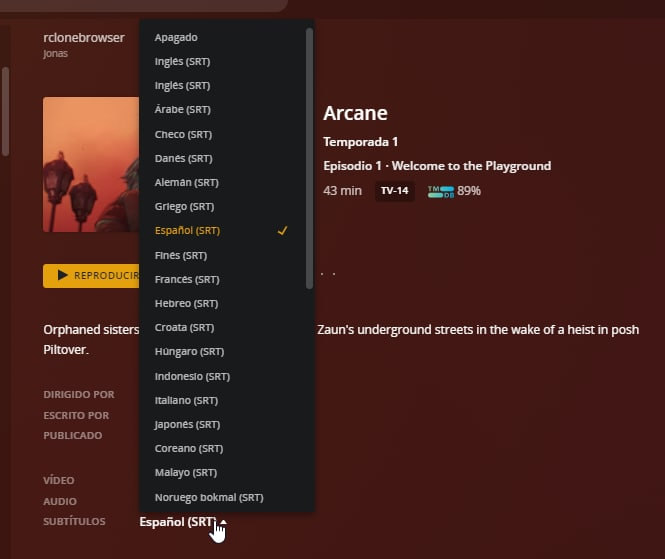 rclonebrowser
Jonas
Apagado
Inglés (SRT)
Inglés (SRT)
Árabe (SRT)
Checo (SRT)
Danés (SRT)
Alemán (SRT)
Griego (SRT)
Español (SRT)
Finés (SRT)
Francés (SRT)
Hebreo (SRT)
Croata (SRT)
Húngaro (SRT)
Indonesio (SRT)
Italiano (SRT)
Japonés (SRT)
Coreano (SRT)
Malayo (SRT)
Noruego bokmal (SRT)
Arcane
Temporada 1
Episodio 1 · Welcome to the Playground
43 min TV-14 TMDB 89%
REPRODUCIR
Orphaned sisters Zaun's underground streets in the wake of a heist in posh
Piltover.
DIRIGIDO POR
ESCRITO POR
PUBLICADO
VÍDEO
AUDIO
SUBTÍTULOS Español (SRT)